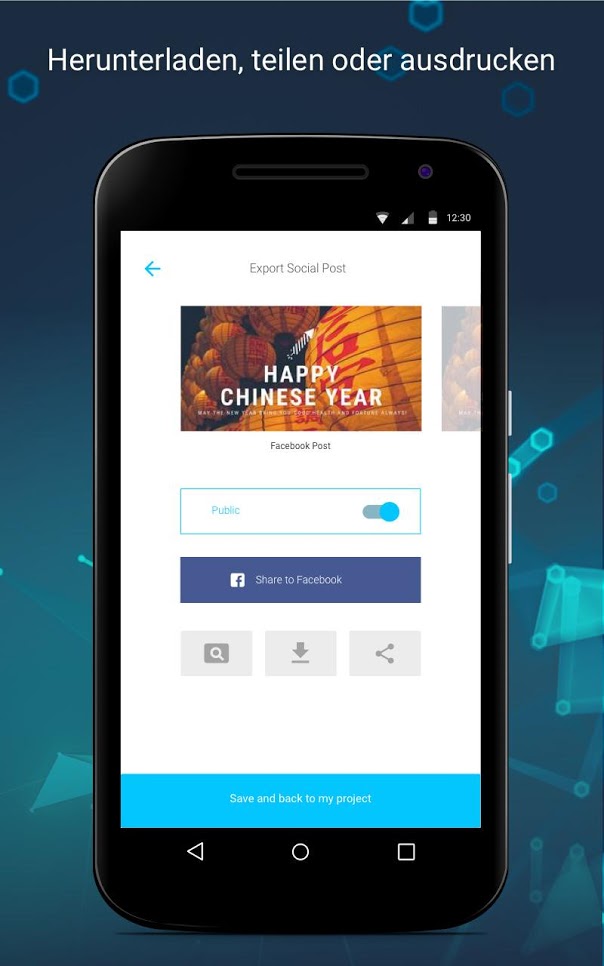 Herunterladen, teilen oder ausdrucken
12:30
Export Social Post
HAPPY
CHINESE YEAR
MAY THE NEW YEAR BRING YOU GOOD HEALTH AND FORTUNE ALWAYS!
Facebook Post
Public
Share to Facebook
Save and back to my project